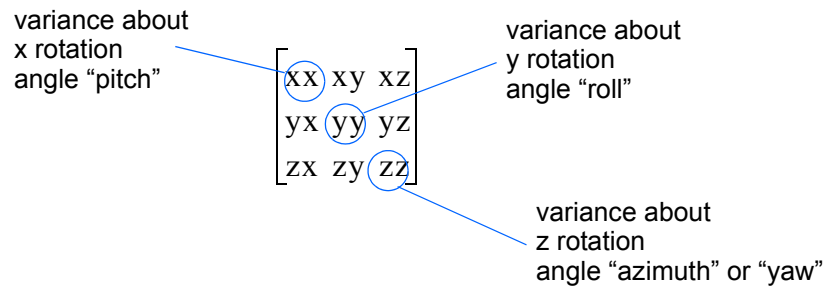 variance about
x rotation
angle “pitch”
variance about
y rotation
angle “roll”
xx xy xz
yx yy yz
zx zy zz
variance about
z rotation
angle “azimuth” or “yaw”